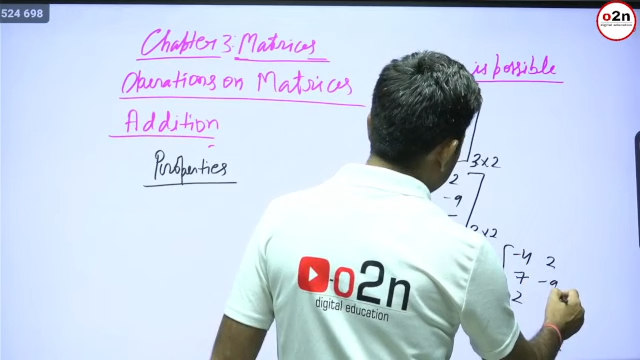 524 698
o2n
digital education
Chapter 3: Matrices
Operations on Matrices
Addition
Properties
is possible
3 × 2
2
-9
3 × 2
-4 2
7 -9
2
o2n
digital education